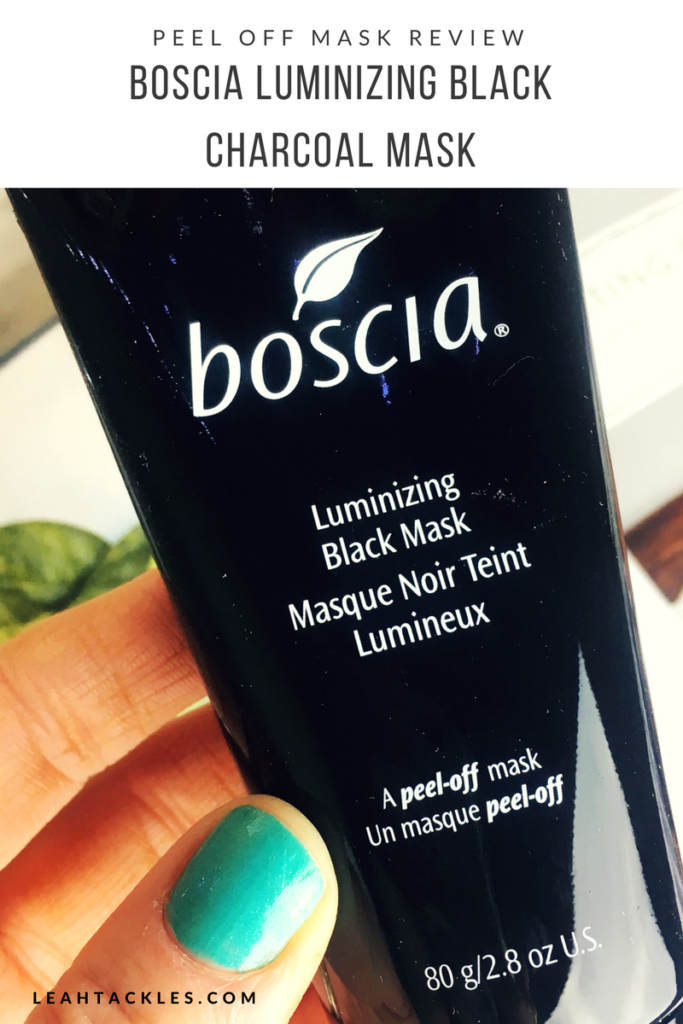 PEEL OFF MASK REVIEW
BOSCIA LUMINIZING BLACK
CHARCOAL MASK
boscia®
Luminizing
Black Mask
Masque Noir Teint
Lumineux
A peel-off mask
Un masque peel-off
80 g/2.8 oz U.S.
LEAHTACKLES.COM